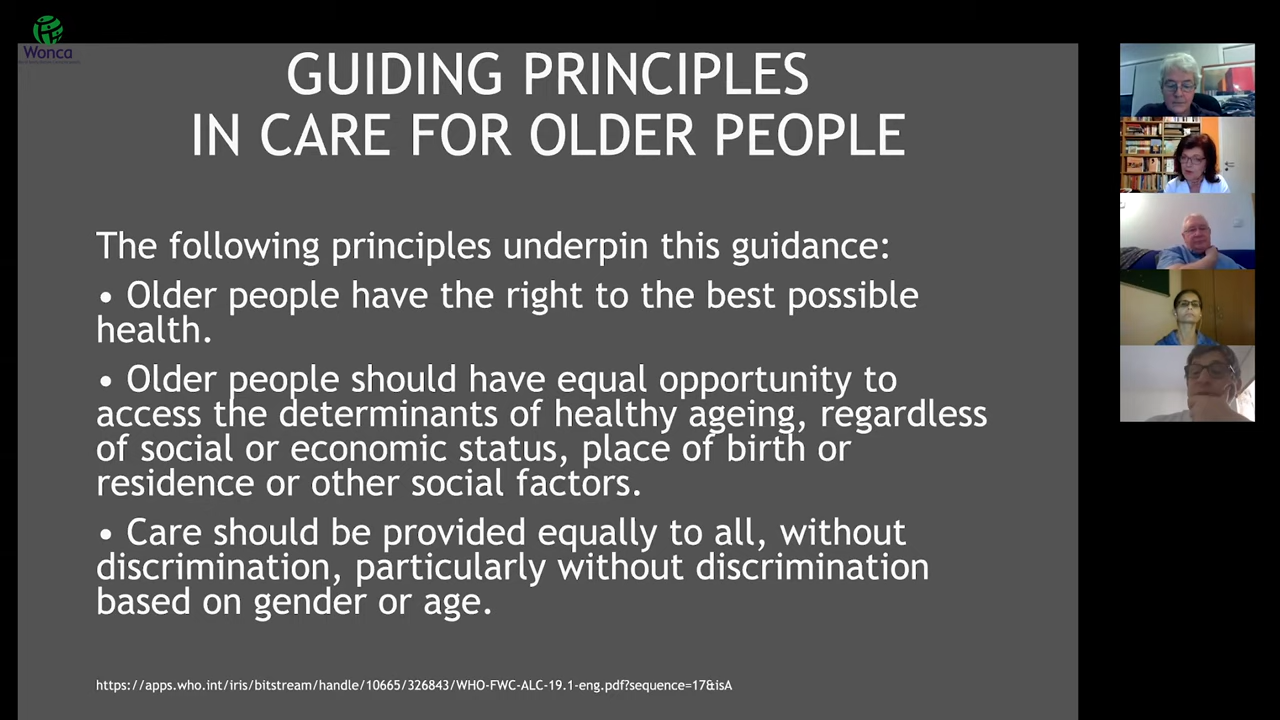 Wonca
GUIDING PRINCIPLES
IN CARE FOR OLDER PEOPLE
The following principles underpin this guidance:
• Older people have the right to the best possible
health.
• Older people should have equal opportunity to
access the determinants of healthy ageing, regardless
of social or economic status, place of birth or
residence or other social factors.
• Care should be provided equally to all, without
discrimination, particularly without discrimination
based on gender or age.
https://apps.who.int/iris/bitstream/handle/10665/326843/WHO-FWC-ALC-19.1-eng.pdf?sequence=17&isA